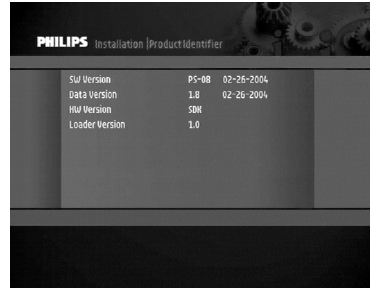 PHILIPS Installation |Product Identifier
SW Version PS-08 02-26-2004
Data Version 1.8 02-26-2004
HW Version SDK
Loader Version 1.0